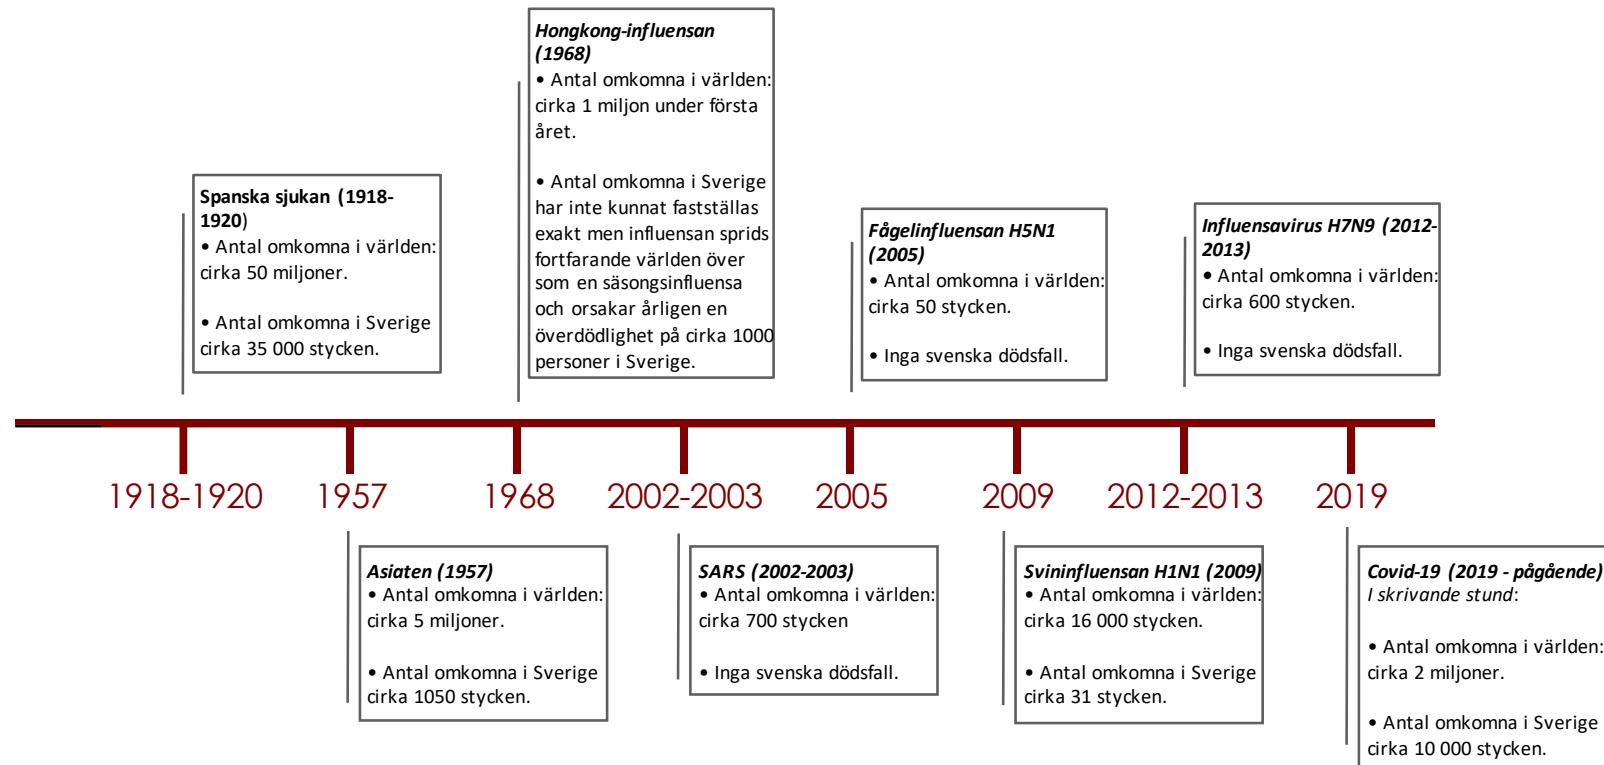 Hongkong-influensan
(1968)
• Antal omkomna i världen:
cirka 1 miljon under första
året.
• Antal omkomna i Sverige
har inte kunnat fastställas
exakt men influensan sprids
fortfarande världen över
som en säsongsinfluensa
och orsakar årligen en
överdödlighet på cirka 1000
personer i Sverige.
Spanska sjukan (1918-
1920)
• Antal omkomna i världen:
cirka 50 miljoner.
• Antal omkomna i Sverige
cirka 35 000 stycken.
Fågelinfluensan H5N1
(2005)
• Antal omkomna i världen:
cirka 50 stycken.
• Inga svenska dödsfall.
Influensavirus H7N9 (2012-
2013)
• Antal omkomna i världen:
cirka 600 stycken.
• Inga svenska dödsfall.
1918-1920 1957 1968 2002-2003 2005 2009 2012-2013 2019
Asiaten (1957)
• Antal omkomna i världen:
cirka 5 miljoner.
• Antal omkomna i Sverige
cirka 1050 stycken.
SARS (2002-2003)
• Antal omkomna i världen:
cirka 700 stycken
• Inga svenska dödsfall.
Svininfluensan H1N1 (2009)
• Antal omkomna i världen:
cirka 16 000 stycken.
• Antal omkomna i Sverige
cirka 31 stycken.
Covid-19 (2019 - pågående)
I skrivande stund:
• Antal omkomna i världen:
cirka 2 miljoner.
• Antal omkomna i Sverige
cirka 10 000 stycken.